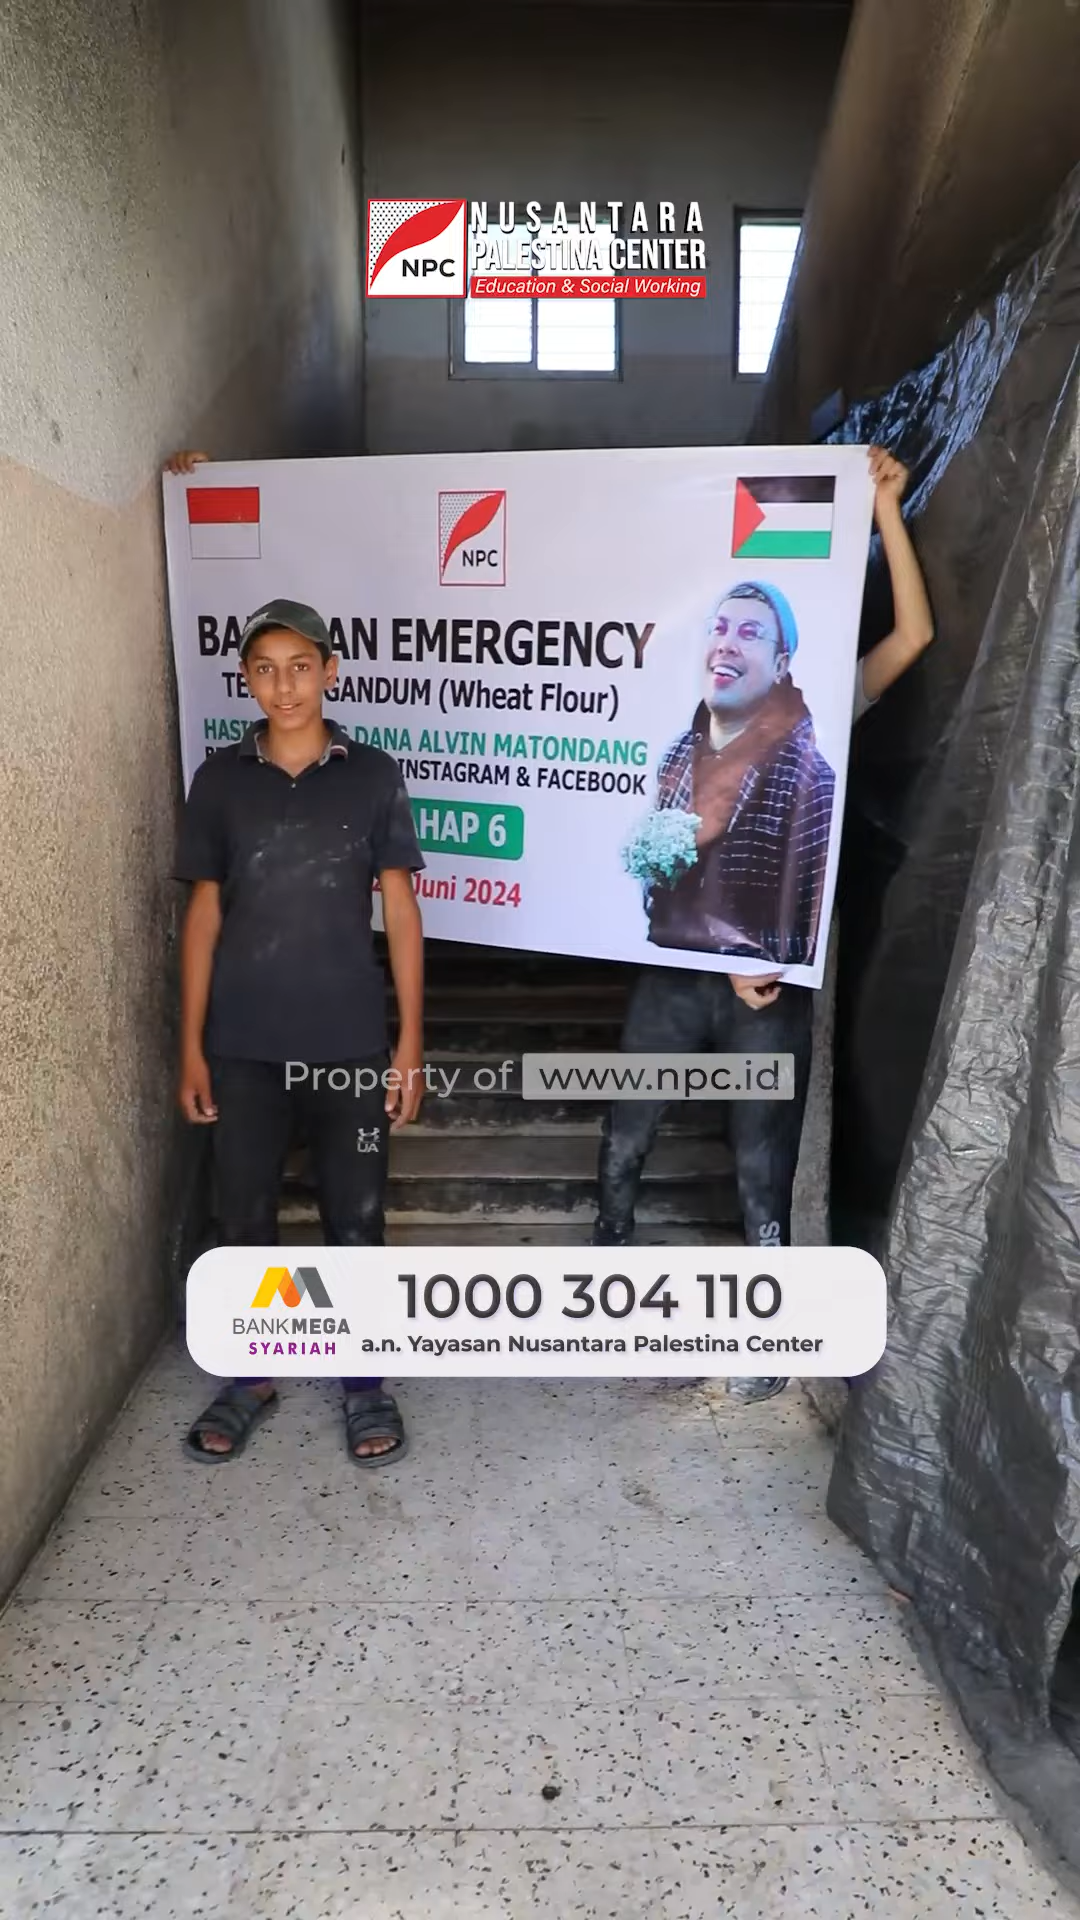 NPC
NUSANTARA
PALESTINA CENTER
Education & Social Working
NPC
EMERGENCY
GANDUM (Wheat Flour)
DANA ALVIN MATONDANG
INSTAGRAM & FACEBOOK
AHAP 6
Juni 2024
Property of www.npc.id
UA
BANK MEGA
SYARIAH
1000 304 110
a.n. Yayasan Nusantara Palestina Center